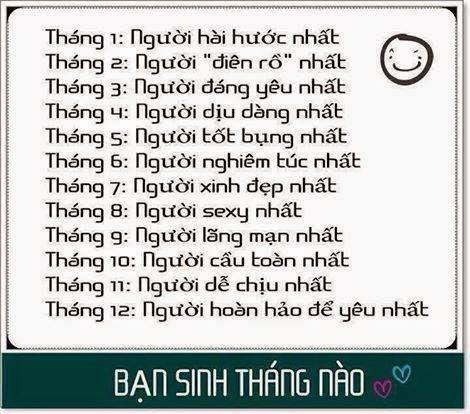 Tháng 1: Người hài hước nhất
Tháng 2: Người "điên rồ" nhất
Tháng 3: Người đáng yêu nhất
Tháng 4: Người dịu dàng nhất
Tháng 5: Người tốt bụng nhất
Tháng 6: Người nghiêm túc nhất
Tháng 7: Người xinh đẹp nhất
Tháng 8: Người sexy nhất
Tháng 9: Người lãng mạn nhất
Tháng 10: Người cầu toàn nhất
Tháng 11: Người dễ chịu nhất
Tháng 12: Người hoàn hảo để yêu nhất
BẠN SINH THÁNG NÀO